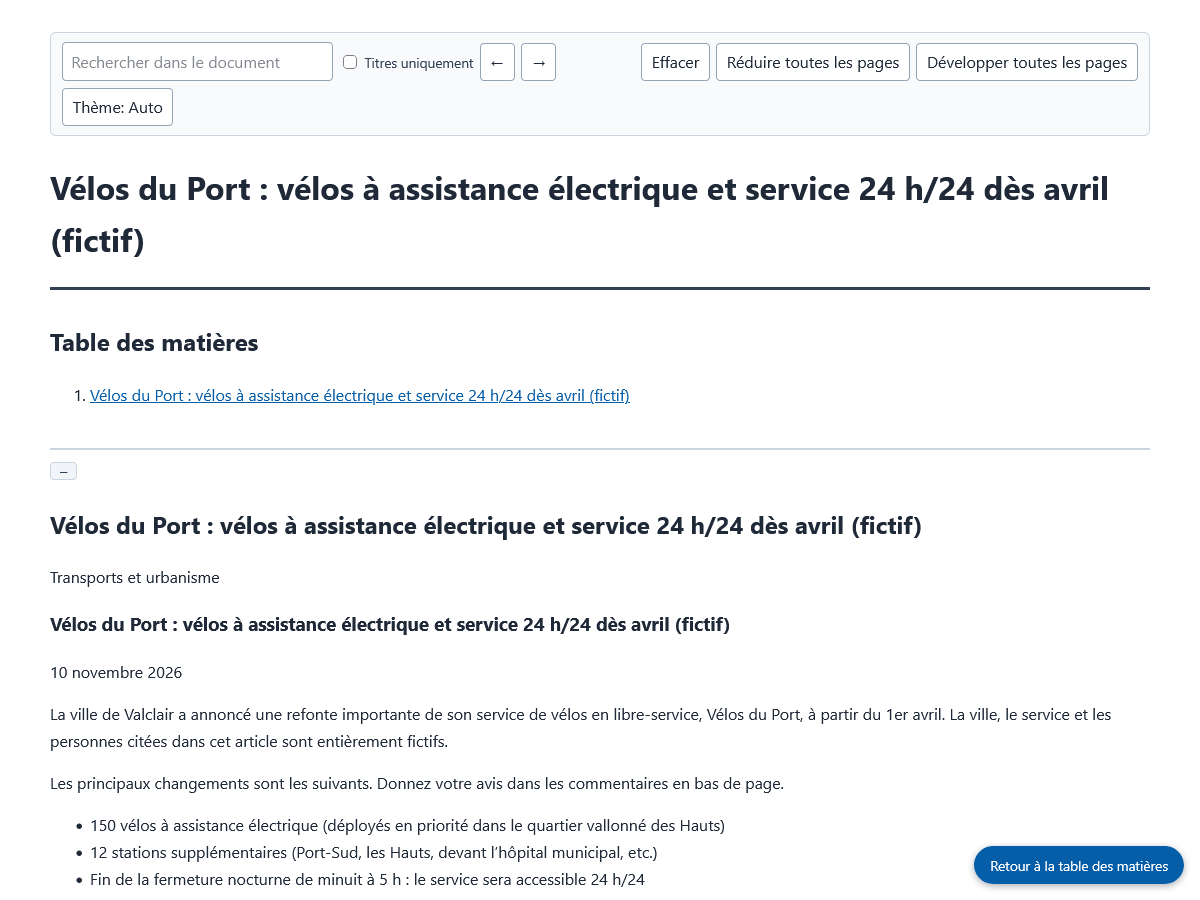 Rechercher dans le document
Titres uniquement
←
→
Effacer
Réduire toutes les pages
Développer toutes les pages
Thème: Auto
Vélos du Port : vélos à assistance électrique et service 24 h/24 dès avril
(fictif)
Table des matières
1. Vélos du Port : vélos à assistance électrique et service 24 h/24 dès avril (fictif)
–
Vélos du Port : vélos à assistance électrique et service 24 h/24 dès avril (fictif)
Transports et urbanisme
Vélos du Port : vélos à assistance électrique et service 24 h/24 dès avril (fictif)
10 novembre 2026
La ville de Valclair a annoncé une refonte importante de son service de vélos en libre-service, Vélos du Port, à partir du 1er avril. La ville, le service et les
personnes citées dans cet article sont entièrement fictifs.
Les principaux changements sont les suivants. Donnez votre avis dans les commentaires en bas de page.
• 150 vélos à assistance électrique (déployés en priorité dans le quartier vallonné des Hauts)
• 12 stations supplémentaires (Port-Sud, les Hauts, devant l’hôpital municipal, etc.)
• Fin de la fermeture nocturne de minuit à 5 h : le service sera accessible 24 h/24
Retour à la table des matières